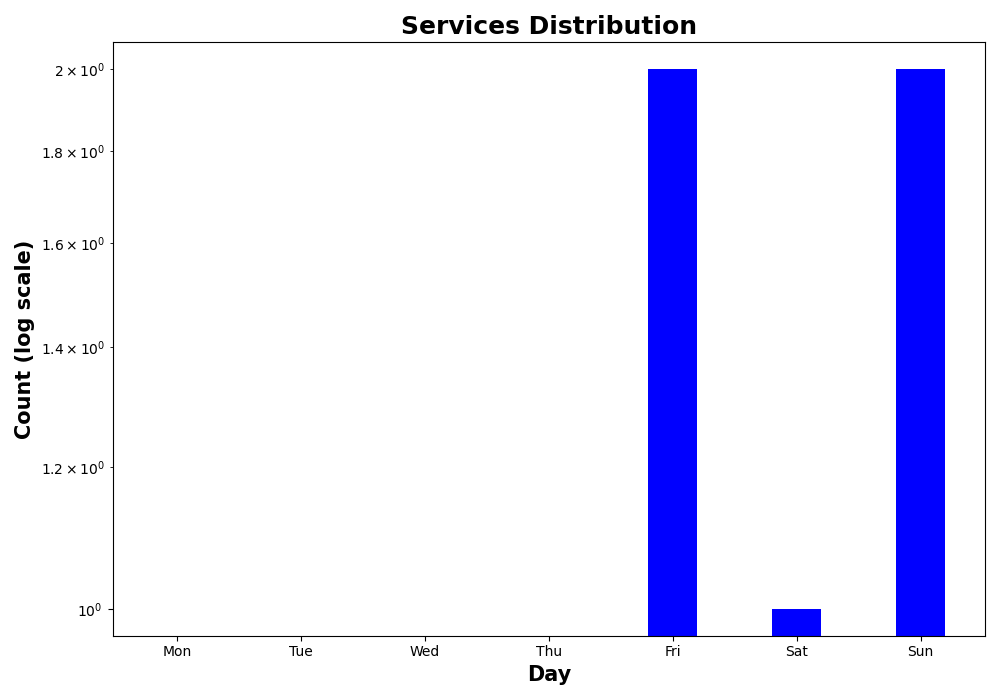 Services Distribution
Count (log scale)
2 × 10⁰
1.8 × 10⁰
1.6 × 10⁰
1.4 × 10⁰
1.2 × 10⁰
10⁰
Mon Tue Wed Thu Fri Sat Sun
Day